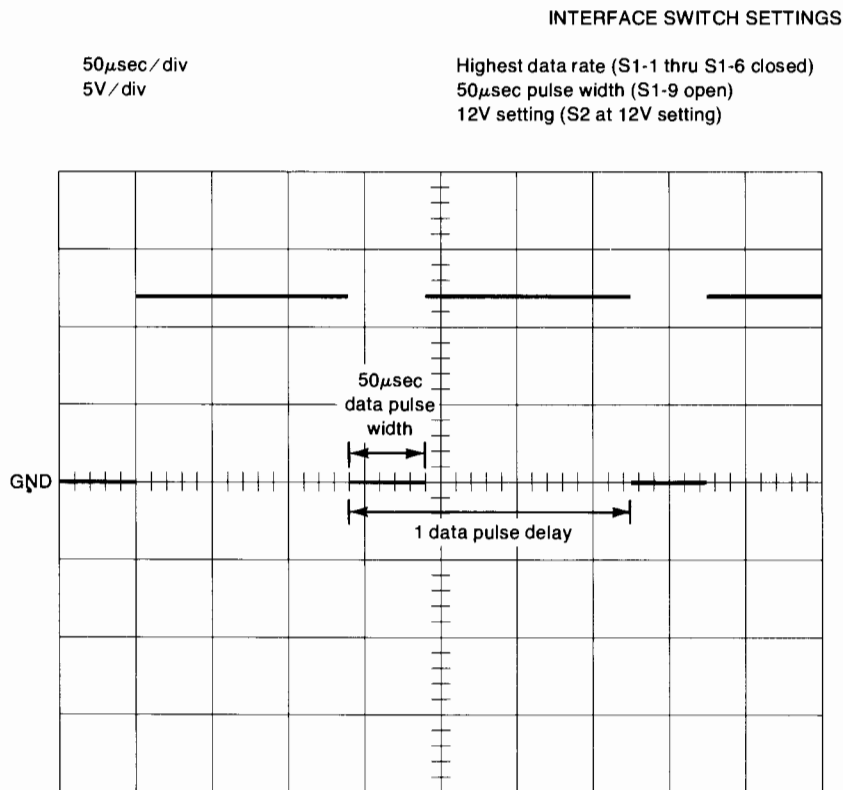 INTERFACE SWITCH SETTINGS
50μsec/div
5V/div
Highest data rate (S1-1 thru S1-6 closed)
50μsec pulse width (S1-9 open)
12V setting (S2 at 12V setting)
50μsec
data pulse
width
GND
1 data pulse delay